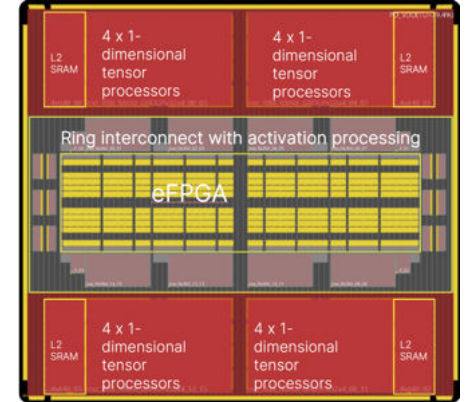 L2
SRAM
4 x 1-
dimensional
tensor
processors
4 x 1-
dimensional
tensor
processors
L2
SRAM
Ring interconnect with activation processing
eFPGA
L2
SRAM
4 x 1-
dimensional
tensor
processors
4 x 1-
dimensional
tensor
processors
L2
SRAM